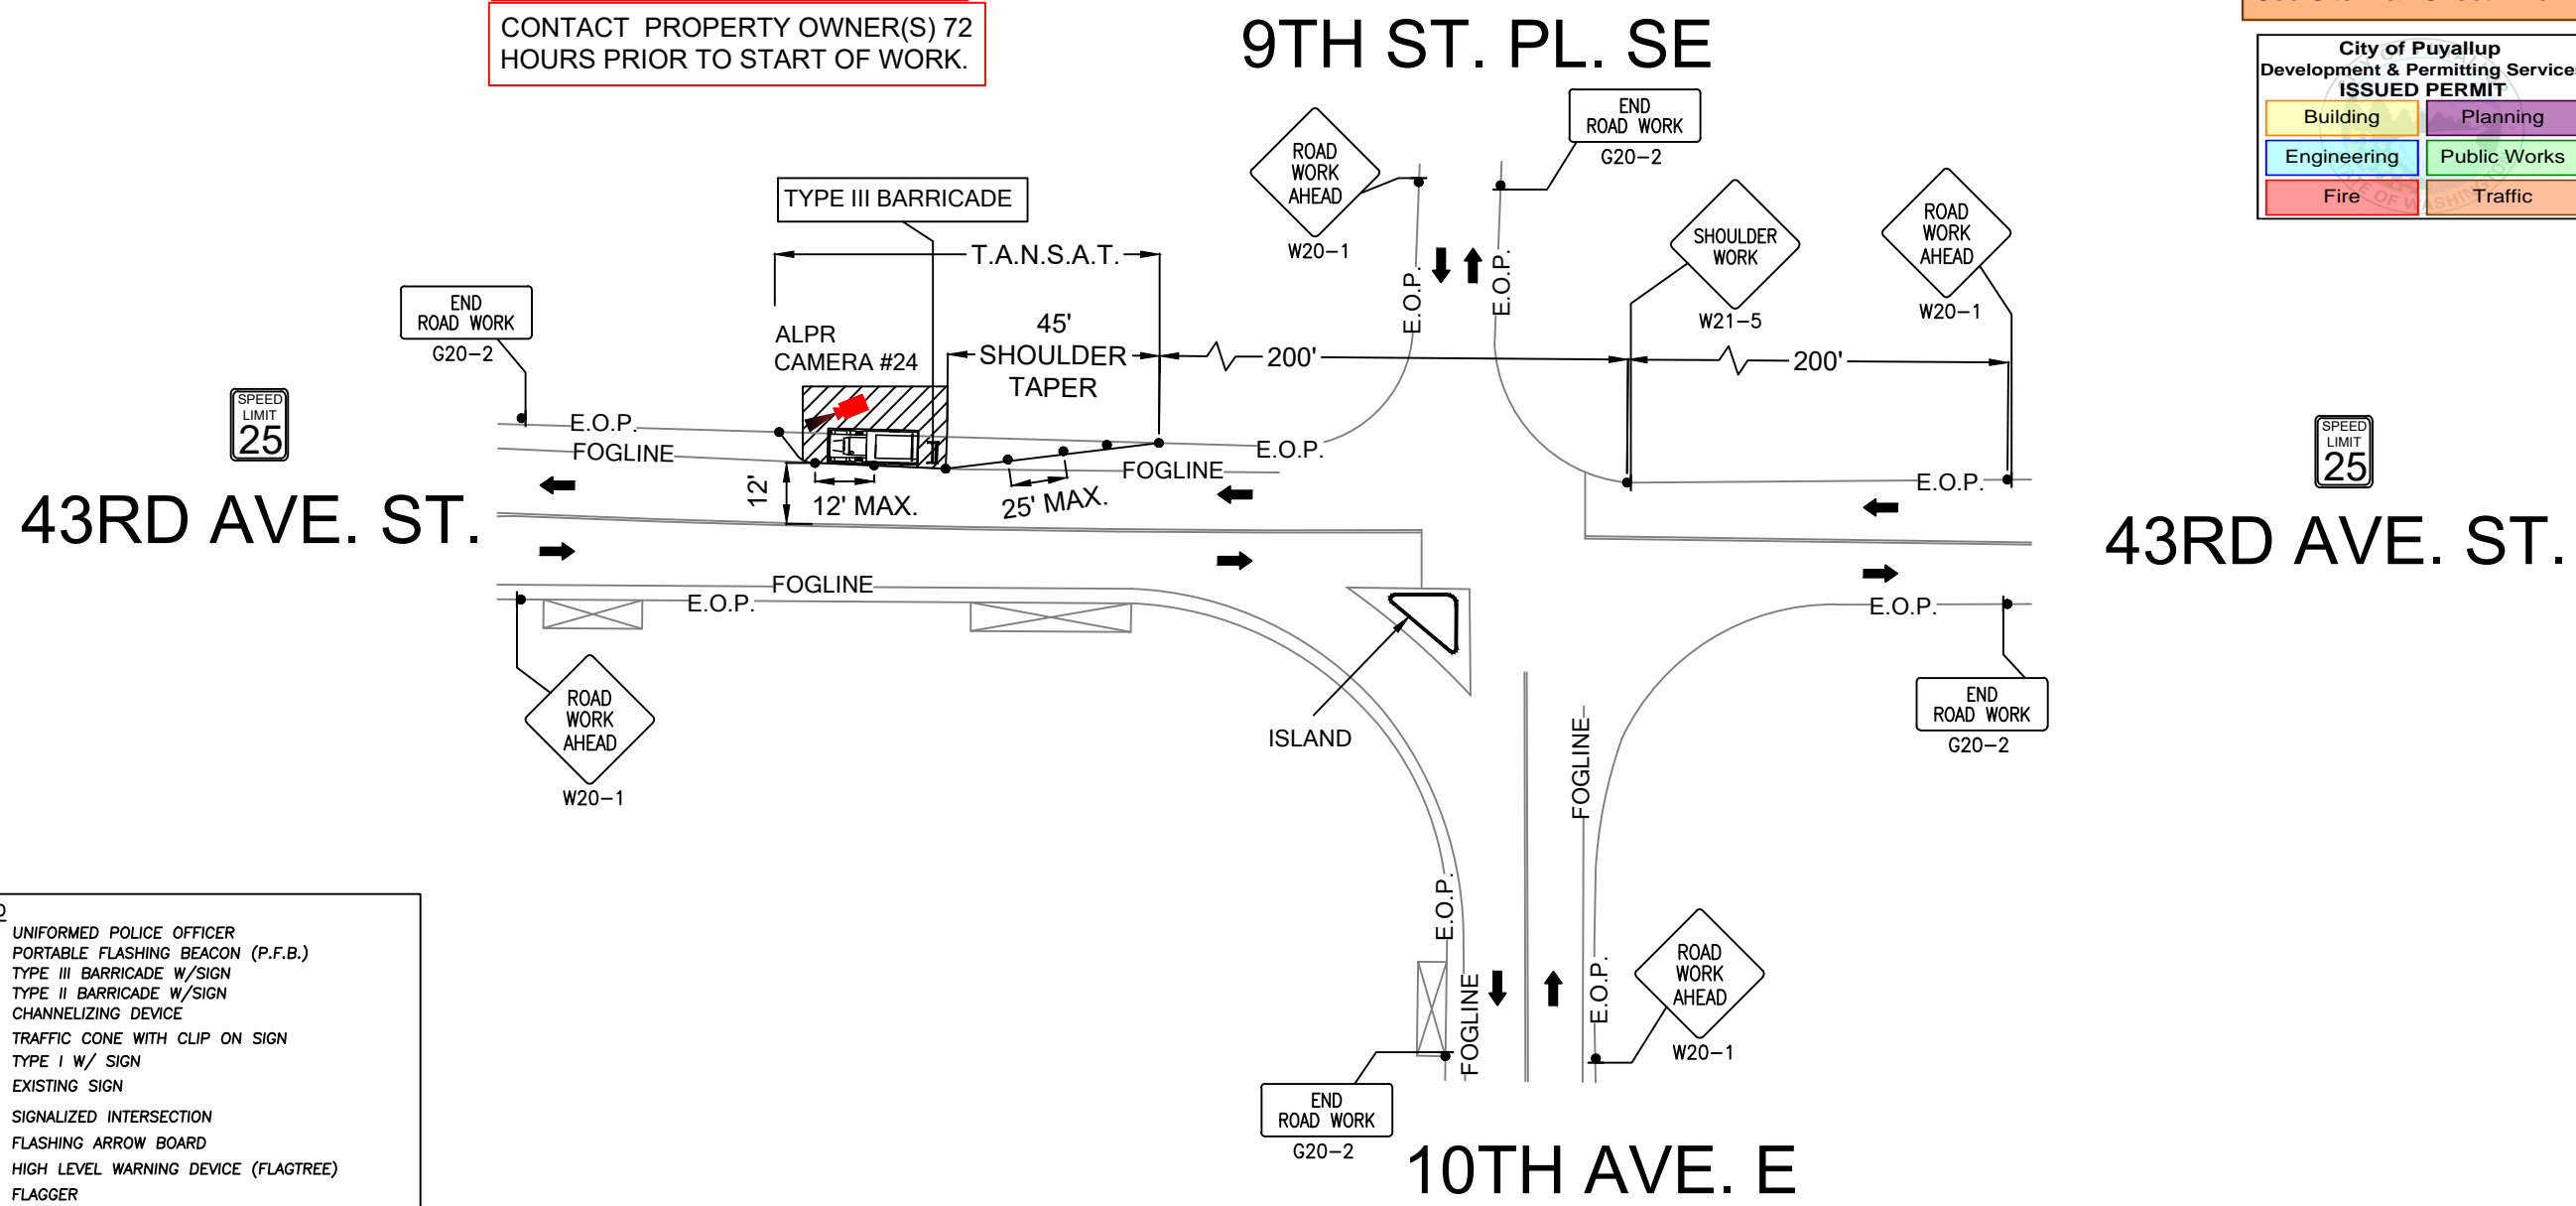 CONTACT PROPERTY OWNER(S) 72
HOURS PRIOR TO START OF WORK.
9TH ST. PL. SE
City of Puyallup
Development & Permitting Services
ISSUED PERMIT
Building
Planning
Engineering
Public Works
Fire
Traffic
END
ROAD WORK
G20-2
ROAD
WORK
AHEAD
W20-1
TYPE III BARRICADE
T.A.N.S.A.T.
SHOULDER
WORK
W21-5
ROAD
WORK
AHEAD
W20-1
E.O.P.
E.O.P.
END
ROAD WORK
G20-2
ALPR
CAMERA #24
45'
SHOULDER
TAPER
200'
200'
SPEED
LIMIT
25
SPEED
LIMIT
25
E.O.P.
FOGLINE
E.O.P.
FOGLINE
E.O.P.
12'
12' MAX.
25' MAX.
43RD AVE. ST.
43RD AVE. ST.
FOGLINE
E.O.P.
E.O.P.
ROAD
WORK
AHEAD
W20-1
ISLAND
END
ROAD WORK
G20-2
FOGLINE
E.O.P.
FOGLINE
E.O.P.
ROAD
WORK
AHEAD
W20-1
END
ROAD WORK
G20-2
10TH AVE. E
UNIFORMED POLICE OFFICER
PORTABLE FLASHING BEACON (P.F.B.)
TYPE III BARRICADE W/SIGN
TYPE II BARRICADE W/SIGN
CHANNELIZING DEVICE
TRAFFIC CONE WITH CLIP ON SIGN
TYPE I W/ SIGN
EXISTING SIGN
SIGNALIZED INTERSECTION
FLASHING ARROW BOARD
HIGH LEVEL WARNING DEVICE (FLAGTREE)
FLAGGER